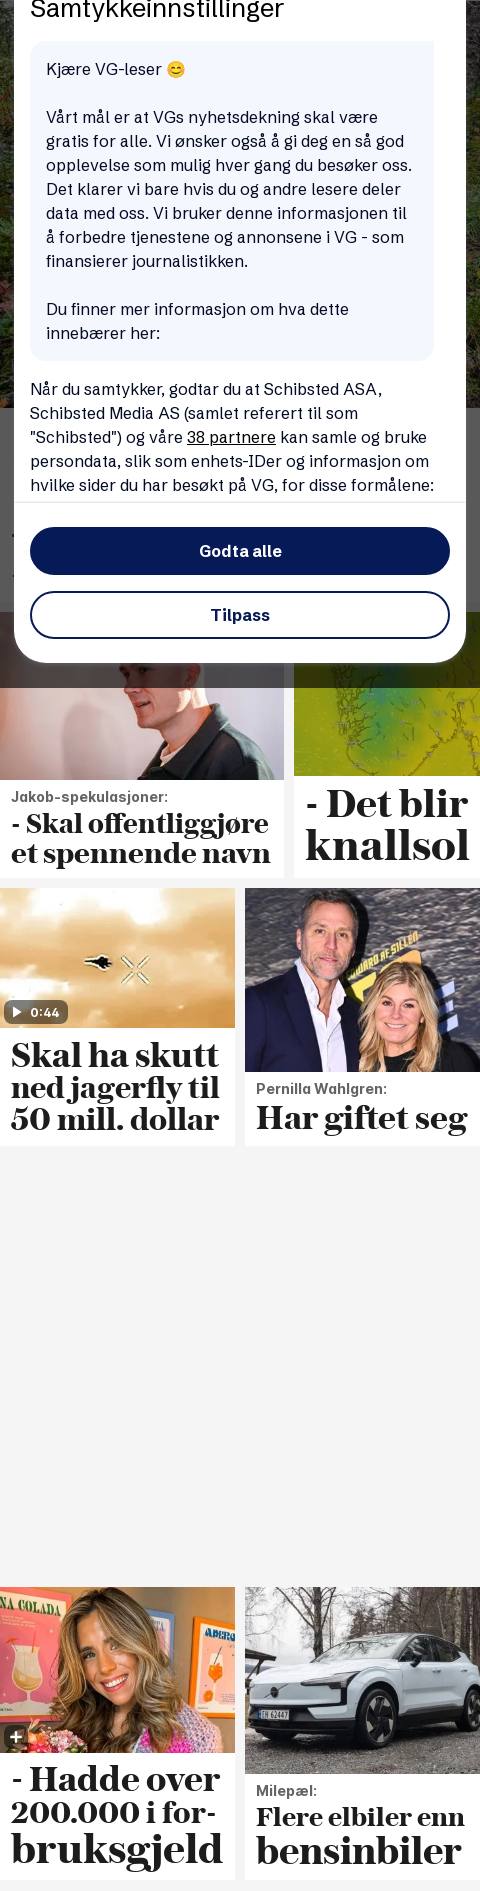 Samtykkeinnstillinger
Kjære VG-leser 😊
Vårt mål er at VGs nyhetsdekning skal være
gratis for alle. Vi ønsker også å gi deg en så god
opplevelse som mulig hver gang du besøker oss.
Det klarer vi bare hvis du og andre lesere deler
data med oss. Vi bruker denne informasjonen til
å forbedre tjenestene og annonsene i VG - som
finansierer journalistikken.
Du finner mer informasjon om hva dette
innebærer her:
Når du samtykker, godtar du at Schibsted ASA,
Schibsted Media AS (samlet referert til som
"Schibsted") og våre 38 partnere kan samle og bruke
persondata, slik som enhets-IDer og informasjon om
hvilke sider du har besøkt på VG, for disse formålene:
Godta alle
Tilpass
Jakob-spekulasjoner:
- Skal offentliggjøre
et spennende navn
- Det blir
knallsol
0:44
Skal ha skutt
ned jagerfly til
50 mill. dollar
Pernilla Wahlgren:
Har giftet seg
NA COLADA
- Hadde over
200.000 i for-
bruksgjeld
EH 62447
Milepæl:
Flere elbiler enn
bensinbiler